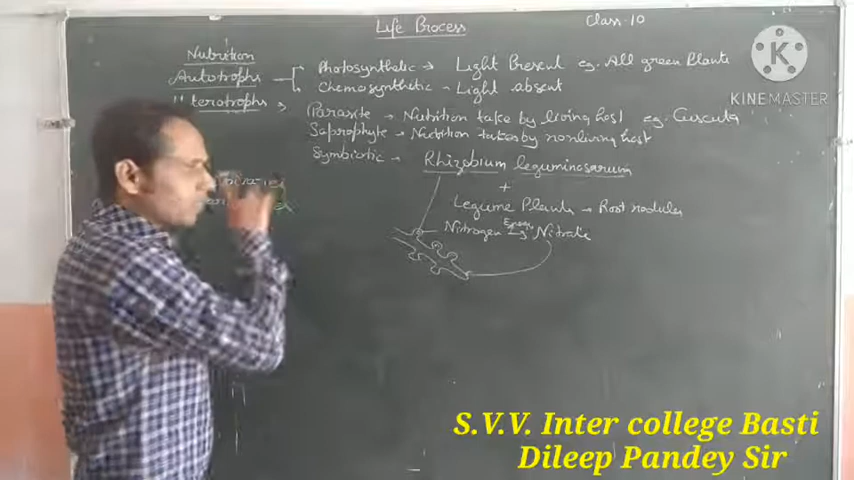 Life Process
Class-10
Nutrition
Autotrophs
Photosynthetic → Light Present eg. All green Plants
Chemosynthetic - Light absent
Heterotrophs →
Parasite → Nutrition take by living host eg. Cuscuta
Saprophyte → Nutrition taken by nonliving host
Symbiotic - Rhizobium leguminosarum
+
Legume Plants → Root nodules
Nitrogen Enzyme → Nitrate
KINEMASTER
S.V.V. Inter college Basti
Dileep Pandey Sir